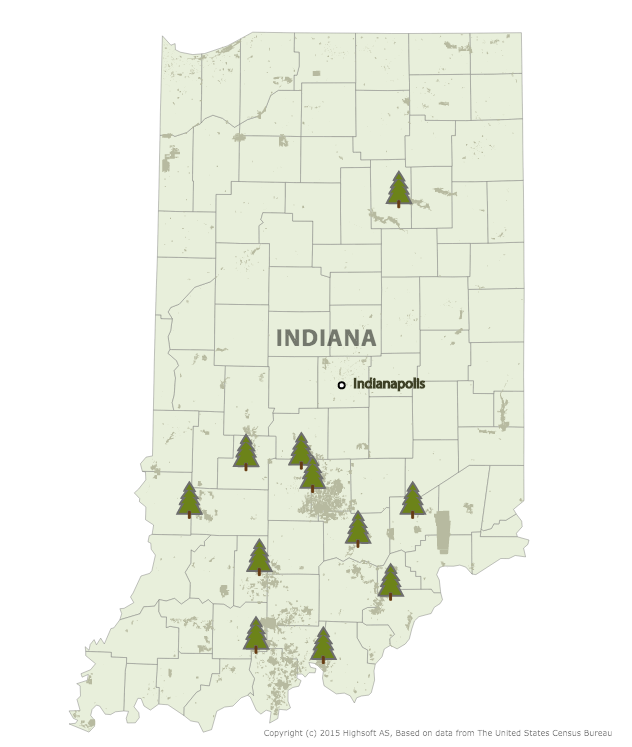 INDIANA
Indianapolis
Copyright (c) 2015 Highsoft AS, Based on data from The United States Census Bureau